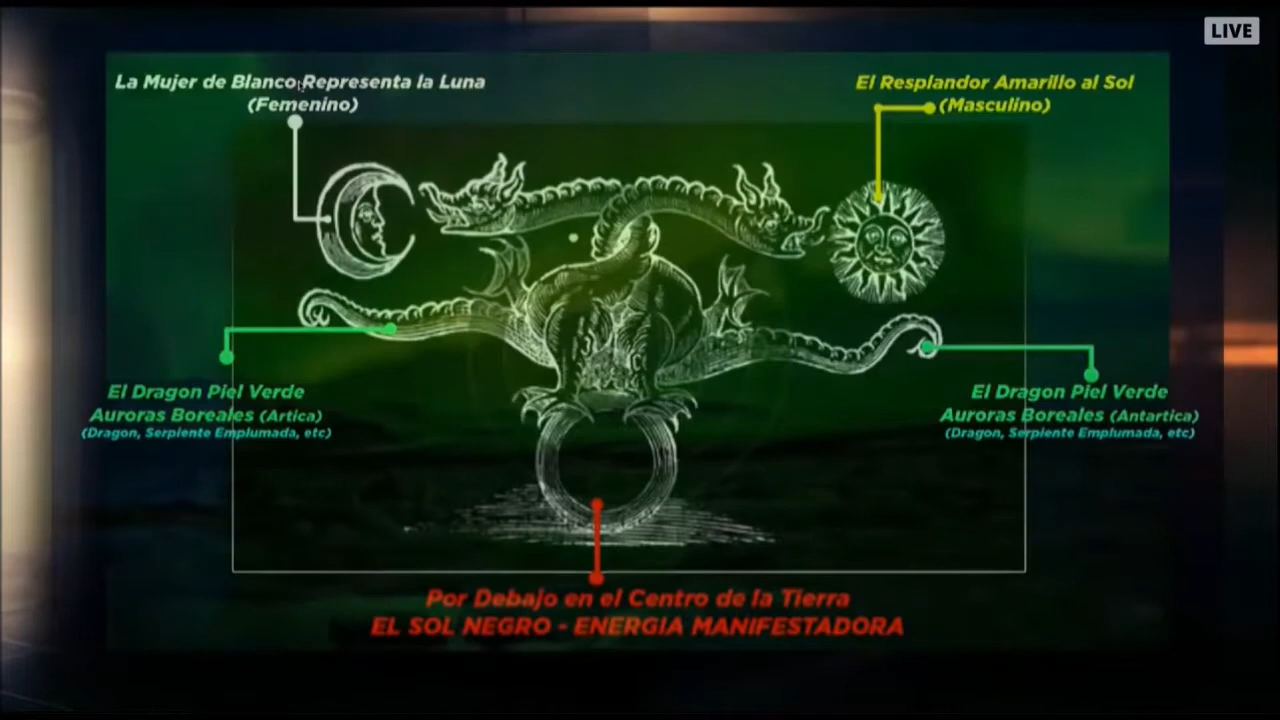 LIVE
La Mujer de Blanco Representa la Luna
(Femenino)
El Resplandor Amarillo al Sol
(Masculino)
El Dragon Piel Verde
Auroras Boreales (Artica)
(Dragon, Serpiente Emplumada, etc)
El Dragon Piel Verde
Auroras Boreales (Antartica)
(Dragon, Serpiente Emplumada, etc)
Por Debajo en el Centro de la Tierra
EL SOL NEGRO - ENERGIA MANIFESTADORA